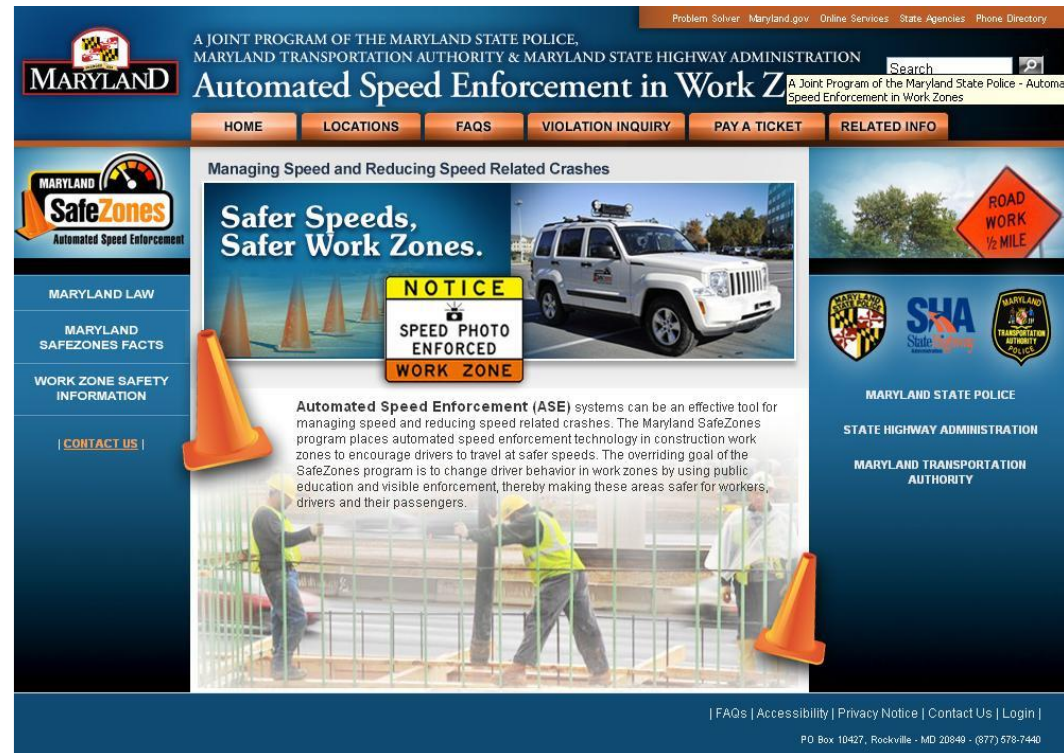 Problem Solver Maryland.gov Online Services State Agencies Phone Directory
MARYLAND
A JOINT PROGRAM OF THE MARYLAND STATE POLICE,
MARYLAND TRANSPORTATION AUTHORITY & MARYLAND STATE HIGHWAY ADMINISTRATION
Automated Speed Enforcement in Work Z
Search
A Joint Program of the Maryland State Police - Automa
Speed Enforcement in Work Zones
HOME LOCATIONS FAQS VIOLATION INQUIRY PAY A TICKET RELATED INFO
MARYLAND
SafeZones
Automated Speed Enforcement
MARYLAND LAW
MARYLAND
SAFEZONES FACTS
WORK ZONE SAFETY
INFORMATION
| CONTACT US |
Managing Speed and Reducing Speed Related Crashes
Safer Speeds,
Safer Work Zones.
NOTICE
SPEED PHOTO
ENFORCED
WORK ZONE
Automated Speed Enforcement (ASE) systems can be an effective tool for
managing speed and reducing speed related crashes. The Maryland SafeZones
program places automated speed enforcement technology in construction work
zones to encourage drivers to travel at safer speeds. The overriding goal of the
SafeZones program is to change driver behavior in work zones by using public
education and visible enforcement, thereby making these areas safer for workers,
drivers and their passengers.
ROAD
WORK
½ MILE
MARYLAND
STATE POLICE
SHA
State Highway
Administration
MARYLAND
TRANSPORTATION
AUTHORITY
POLICE
MARYLAND STATE POLICE
STATE HIGHWAY ADMINISTRATION
MARYLAND TRANSPORTATION
AUTHORITY
| FAQs | Accessibility | Privacy Notice | Contact Us | Login |
PO Box 10427, Rockville - MD 20849 - (877) 578-7440